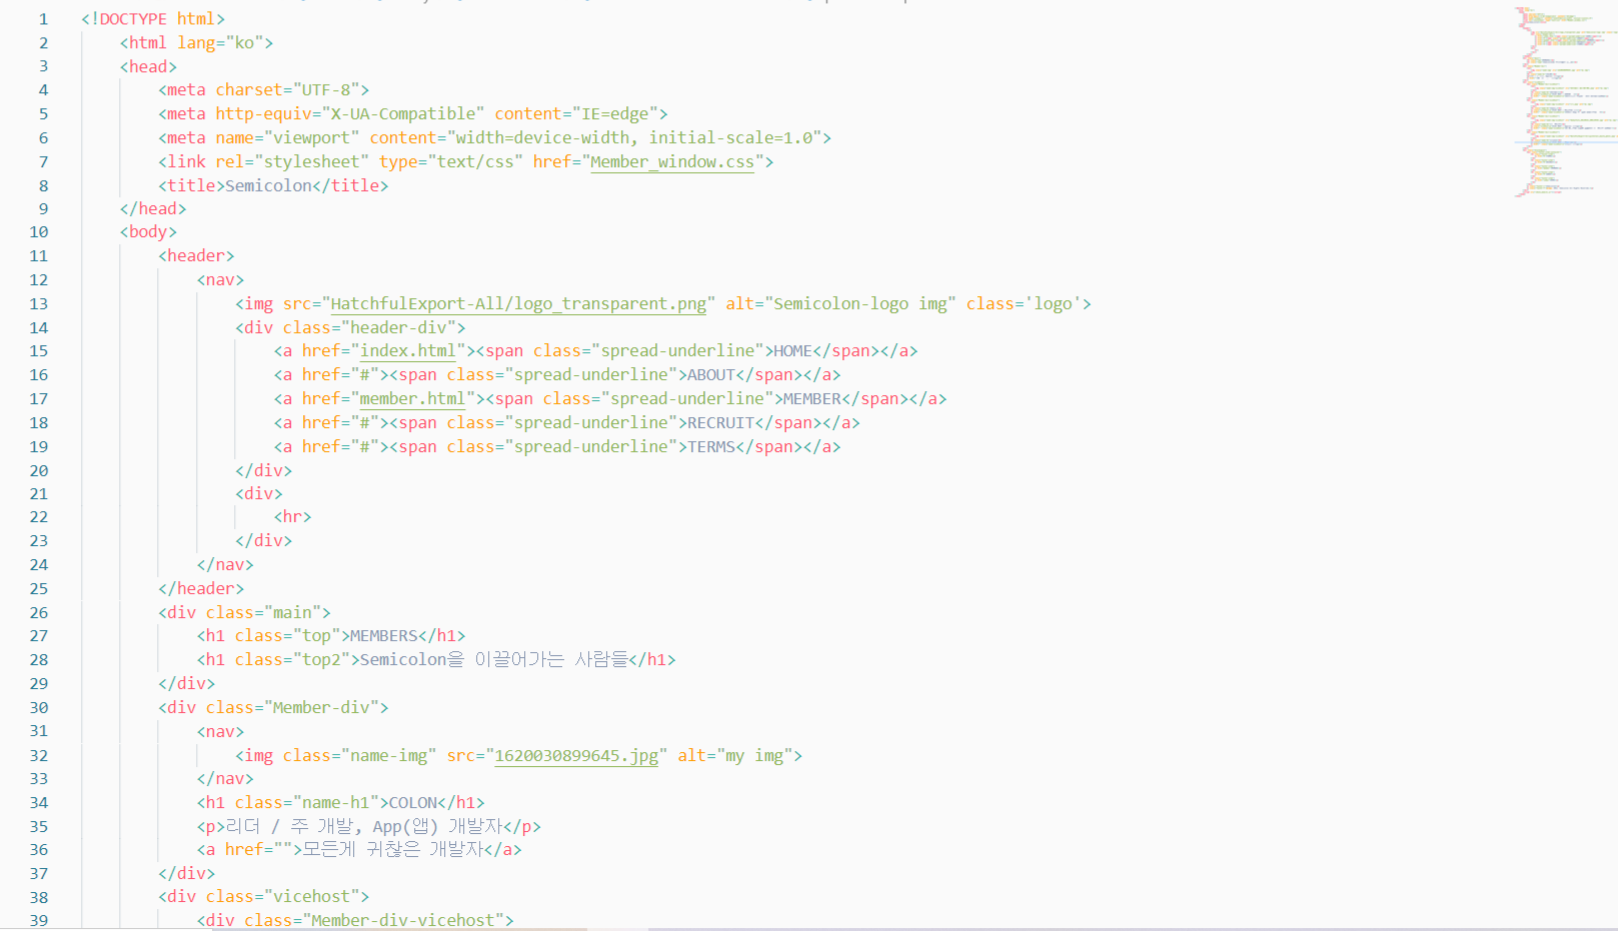 1 <!DOCTYPE html>
2 <html lang="ko">
3 <head>
4 <meta charset="UTF-8">
5 <meta http-equiv="X-UA-Compatible" content="IE=edge">
6 <meta name="viewport" content="width=device-width, initial-scale=1.0">
7 <link rel="stylesheet" type="text/css" href="Member_window.css">
8 <title>Semicolon</title>
9 </head>
10 <body>
11 <header>
12 <nav>
13 <img src="HatchfulExport-All/logo_transparent.png" alt="Semicolon-logo img" class='logo'>
14 <div class="header-div">
15 <a href="index.html"><span class="spread-underline">HOME</span></a>
16 <a href="#"><span class="spread-underline">ABOUT</span></a>
17 <a href="member.html"><span class="spread-underline">MEMBER</span></a>
18 <a href="#"><span class="spread-underline">RECRUIT</span></a>
19 <a href="#"><span class="spread-underline">TERMS</span></a>
20 </div>
21 <div>
22 <hr>
23 </div>
24 </nav>
25 </header>
26 <div class="main">
27 <h1 class="top">MEMBERS</h1>
28 <h1 class="top2">Semicolon을 이끌어가는 사람들</h1>
29 </div>
30 <div class="Member-div">
31 <nav>
32 <img class="name-img" src="1620030899645.jpg" alt="my img">
33 </nav>
34 <h1 class="name-h1">COLON</h1>
35 <p>리더 / 주 개발, App(앱) 개발자</p>
36 <a href="">모든게 귀찮은 개발자</a>
37 </div>
38 <div class="vicehost">
39 <div class="Member-div-vicehost">